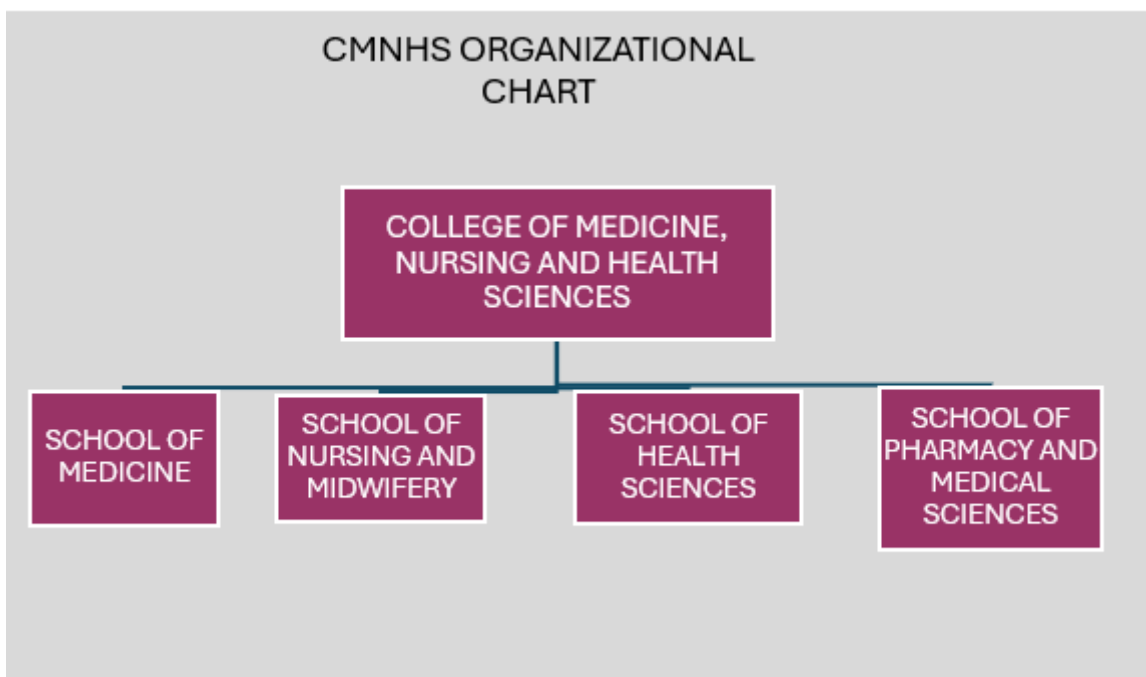 CMNHS ORGANIZATIONAL
CHART
COLLEGE OF MEDICINE,
NURSING AND HEALTH
SCIENCES
SCHOOL OF
MEDICINE
SCHOOL OF
NURSING AND
MIDWIFERY
SCHOOL OF
HEALTH
SCIENCES
SCHOOL OF
PHARMACY AND
MEDICAL
SCIENCES